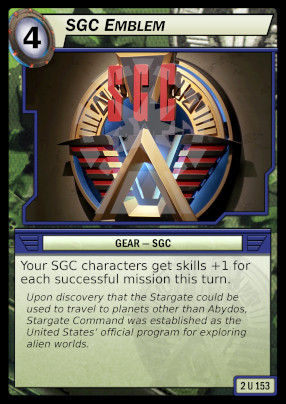 4
SGC EMBLEM
SGC
GEAR – SGC
Your SGC characters get skills +1 for
each successful mission this turn.
Upon discovery that the Stargate could be
used to travel to planets other than Abydos,
Stargate Command was established as the
United States' official program for exploring
alien worlds.
2 U 153